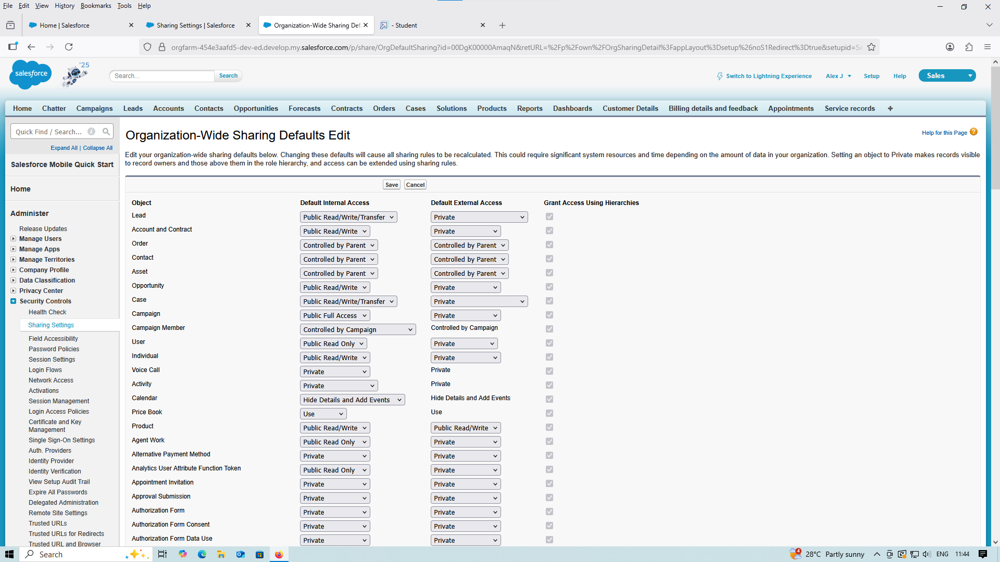 File Edit View History Bookmarks Tools Help
Home | Salesforce
Sharing Settings | Salesforce
Organization-Wide Sharing Def
- Student
orgfarm-454e3aafd5-dev-ed.develop.my.salesforce.com/p/share/OrgDefaultSharing?id=00DgK00000AmaqN&retURL=%2Fp%2Fown%2FOrgSharingDetail%3FappLayout%3Dsetup%26noS1Redirect%3Dtrue&setupid=Se
salesforce
'25
Search...
Search
Switch to Lightning Experience
Alex J
Setup
Help
Sales
Home Chatter Campaigns Leads Accounts Contacts Opportunities Forecasts Contracts Orders Cases Solutions Products Reports Dashboards Customer Details Billing details and feedback Appointments Service records +
Quick Find / Search...
Expand All | Collapse All
Salesforce Mobile Quick Start
Home
Administer
Release Updates
Manage Users
Manage Apps
Manage Territories
Company Profile
Data Classification
Privacy Center
Security Controls
Health Check
Sharing Settings
Field Accessibility
Password Policies
Session Settings
Login Flows
Network Access
Activations
Session Management
Login Access Policies
Certificate and Key
Management
Single Sign-On Settings
Auth. Providers
Identity Provider
Identity Verification
View Setup Audit Trail
Expire All Passwords
Delegated Administration
Remote Site Settings
Trusted URLs
Trusted URLs for Redirects
Trusted URL and Browser
Organization-Wide Sharing Defaults Edit
Help for this Page
Edit your organization-wide sharing defaults below. Changing these defaults will cause all sharing rules to be recalculated. This could require significant system resources and time depending on the amount of data in your organization. Setting an object to Private makes records visible
to record owners and those above them in the role hierarchy, and access can be extended using sharing rules.
Save Cancel
Object Default Internal Access Default External Access Grant Access Using Hierarchies
Lead Public Read/Write/Transfer Private
Account and Contract Public Read/Write Private
Order Controlled by Parent Controlled by Parent
Contact Controlled by Parent Controlled by Parent
Asset Controlled by Parent Controlled by Parent
Opportunity Public Read/Write Private
Case Public Read/Write/Transfer Private
Campaign Public Full Access Private
Campaign Member Controlled by Campaign Controlled by Campaign
User Public Read Only Private
Individual Public Read/Write Private
Voice Call Private Private
Activity Private Private
Calendar Hide Details and Add Events Hide Details and Add Events
Price Book Use Use
Product Public Read/Write Public Read/Write
Agent Work Public Read Only Private
Alternative Payment Method Private Private
Analytics User Attribute Function Token Public Read Only Private
Appointment Invitation Private Private
Approval Submission Private Private
Authorization Form Private Private
Authorization Form Consent Private Private
Authorization Form Data Use Private Private
Search
4
28°C Partly sunny
ENG
11:44